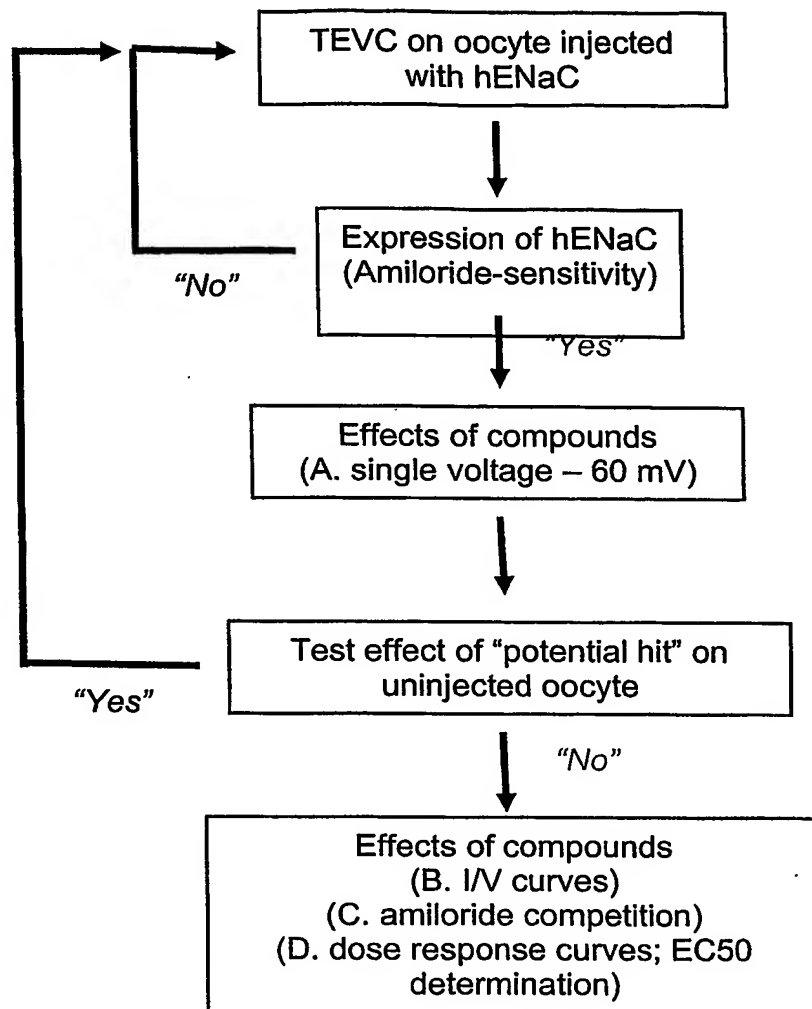 TEVC on oocyte injected
with hENaC
Expression of hENaC
(Amiloride-sensitivity)
“No”
“Yes”
Effects of compounds
(A. single voltage – 60 mV)
Test effect of “potential hit” on
uninjected oocyte
“Yes”
“No”
Effects of compounds
(B. I/V curves)
(C. amiloride competition)
(D. dose response curves; EC50
determination)